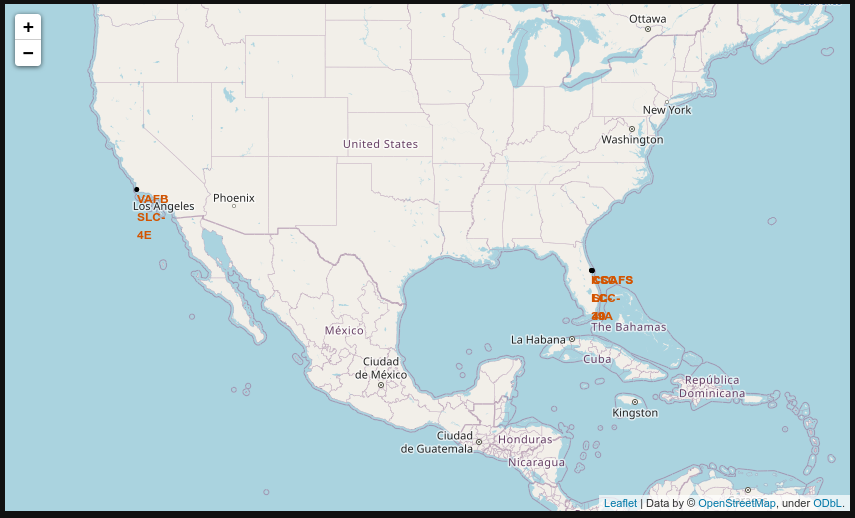 +
−
Ottawa
New York
Washington
United States
VAFB
SLC-
4E
Los Angeles
Phoenix
The Bahamas
La Habana
Cuba
México
Ciudad
de México
República
Dominicana
Kingston
Ciudad
de Guatemala
Honduras
Nicaragua
Leaflet | Data by © OpenStreetMap, under ODbL.